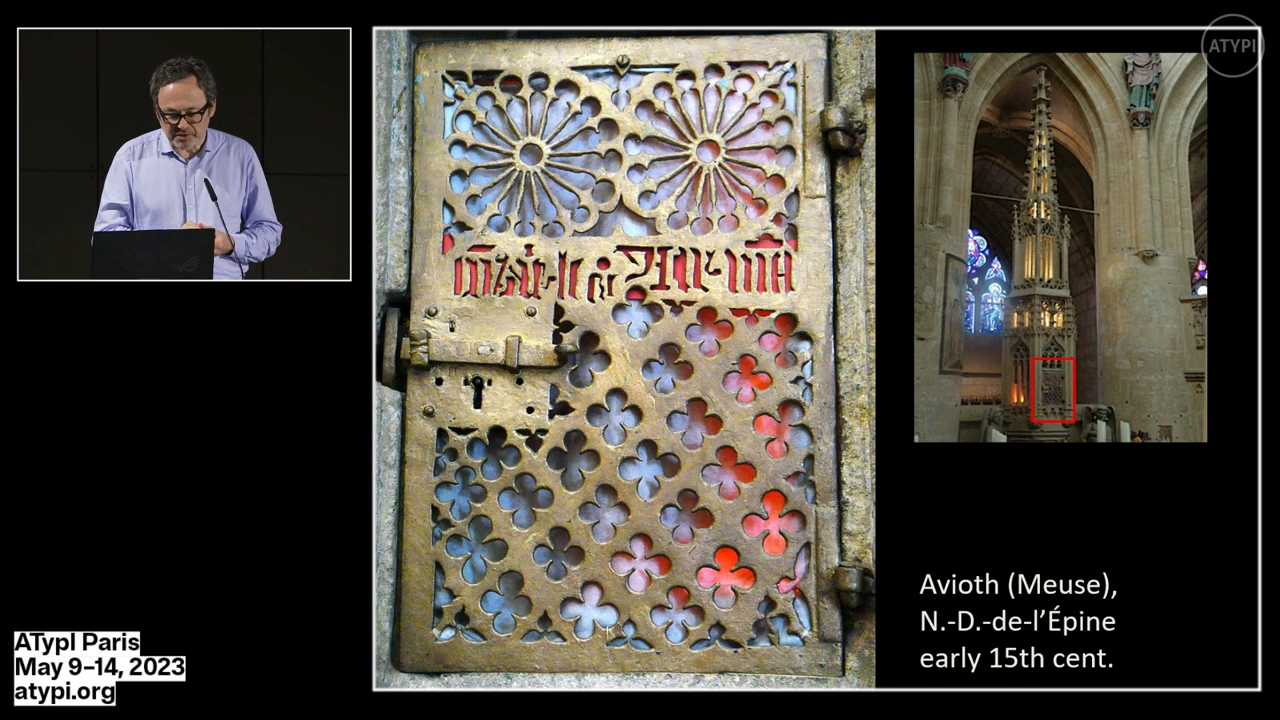 ATYPI
Avioth (Meuse),
N.-D.-de-l’Épine
early 15th cent.
ATypI Paris
May 9–14, 2023
atypi.org